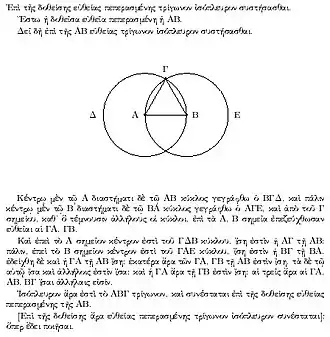 Ἐπὶ τῆς δοθείσης εὐθείας πεπερασμένης τρίγωνον ἰσόπλευρον συστήσασθαι.
Ἔστω ἡ δοθεῖσα εὐθεῖα πεπερασμένη ἡ ΑΒ.
Δεῖ δὴ ἐπὶ τῆς ΑΒ εὐθείας τρίγωνον ἰσόπλευρον συστήσασθαι.
Γ
Δ Α Β Ε
Κέντρῳ μὲν τῷ Α διαστήματι δὲ τῷ ΑΒ κύκλος γεγράφθω ὁ ΒΓΔ, καὶ πάλιν
κέντρῳ μὲν τῷ Β διαστήματι δὲ τῷ ΒΑ κύκλος γεγράφθω ὁ ΑΓΕ, καὶ ἀπὸ τοῦ Γ
σημείου, καθ᾿ ὃ τέμνουσιν ἀλλήλους οἱ κύκλοι, ἐπὶ τὰ Α, Β σημεῖα ἐπεζεύχθωσαν
εὐθεῖαι αἱ ΓΑ, ΓΒ.
Καὶ ἐπεὶ τὸ Α σημεῖον κέντρον ἐστὶ τοῦ ΓΔΒ κύκλου, ἴση ἐστὶν ἡ ΑΓ τῇ ΑΒ·
πάλιν, ἐπεὶ τὸ Β σημεῖον κέντρον ἐστὶ τοῦ ΓΑΕ κύκλου, ἴση ἐστὶν ἡ ΒΓ τῇ ΒΑ.
ἐδείχθη δὲ καὶ ἡ ΓΑ τῇ ΑΒ ἴση· ἑκατέρα ἄρα τῶν ΓΑ, ΓΒ τῇ ΑΒ ἐστὶν ἴση. τὰ δὲ τῷ
αὐτῷ ἴσα καὶ ἀλλήλοις ἐστὶν ἴσα· καὶ ἡ ΓΑ ἄρα τῇ ΓΒ ἐστὶν ἴση· αἱ τρεῖς ἄρα αἱ ΓΑ,
ΑΒ, ΒΓ ἴσαι ἀλλήλαις εἰσίν.
Ἰσόπλευρον ἄρα ἐστὶ τὸ ΑΒΓ τρίγωνον. καὶ συνέσταται ἐπὶ τῆς δοθείσης εὐθείας
πεπερασμένης τῆς ΑΒ.
[Ἐπὶ τῆς δοθείσης ἄρα εὐθείας πεπερασμένης τρίγωνον ἰσόπλευρον συνέσταται]·
ὅπερ ἔδει ποιῆσαι.